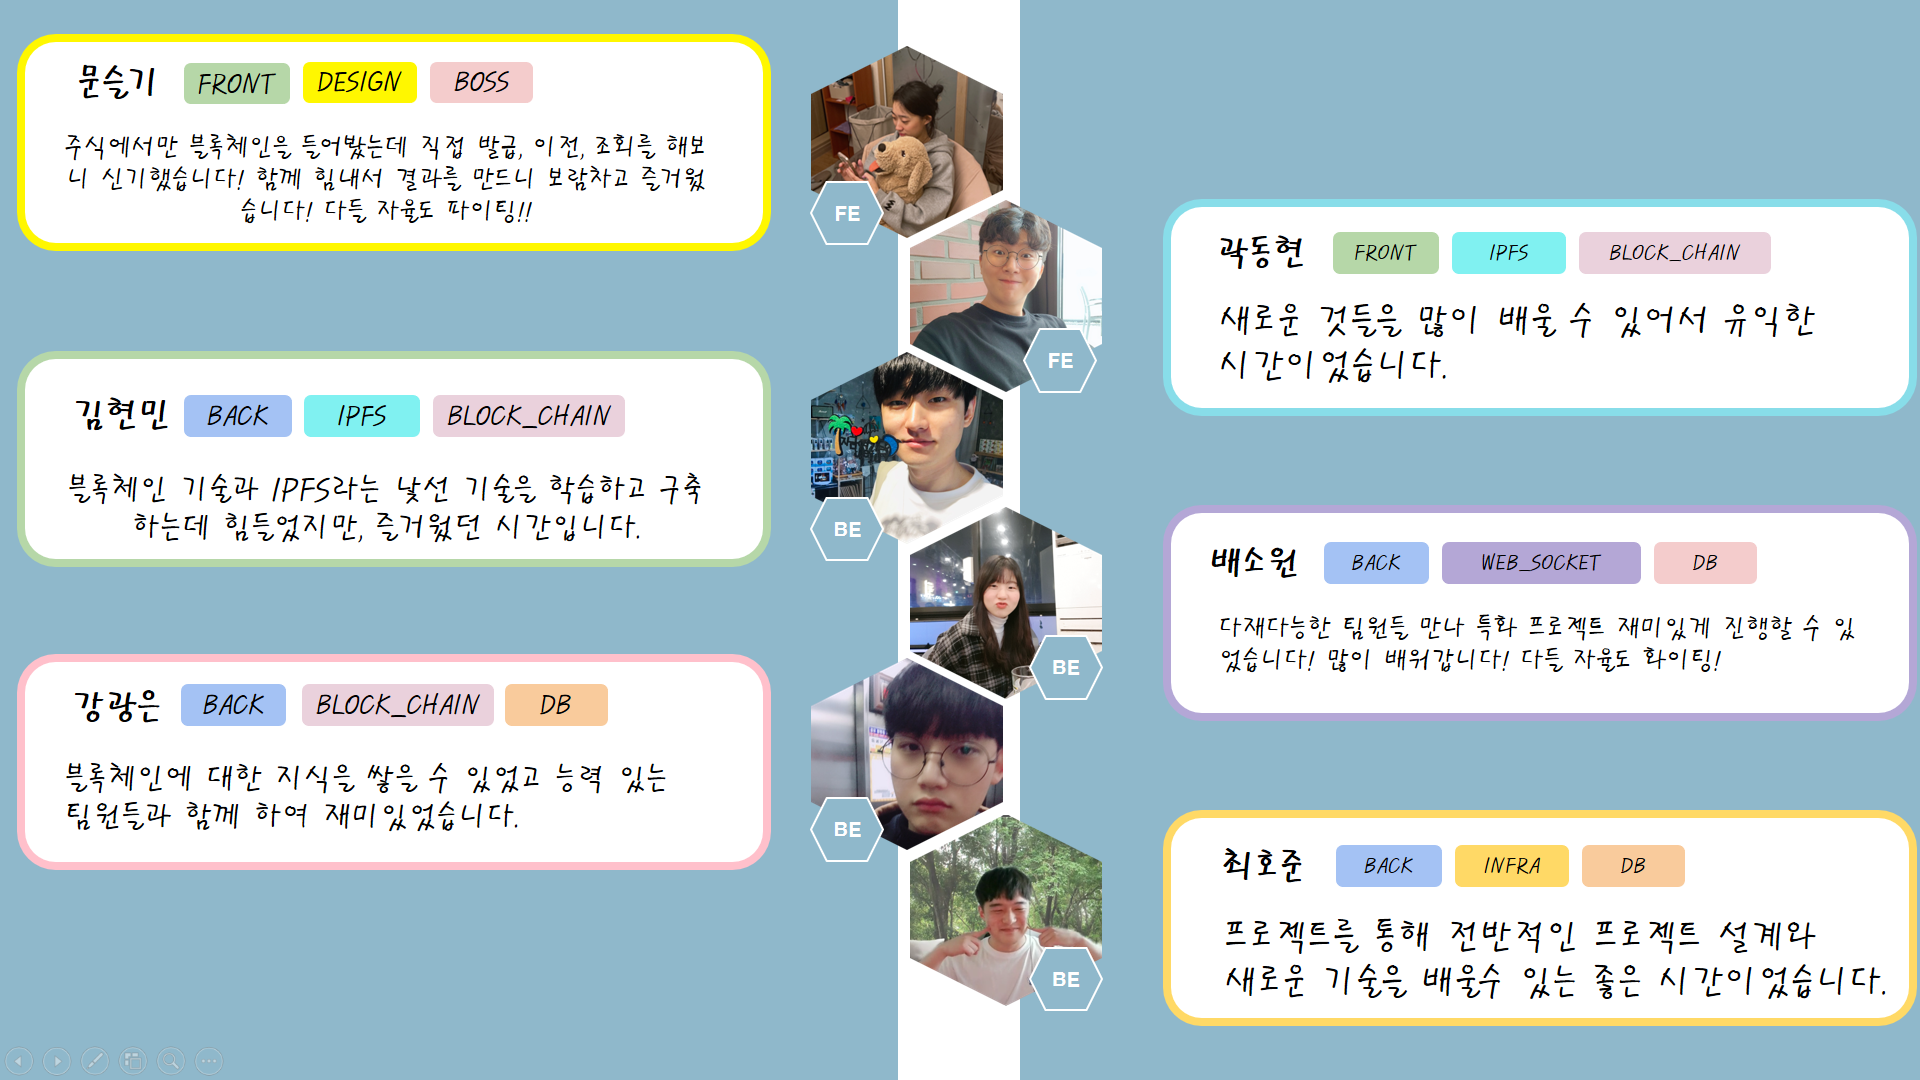 문슬기 FRONT DESIGN BOSS
주식에서만 블록체인을 들어봤는데 직접 발급, 이전, 조회를 해보
니 신기했습니다! 함께 힘내서 결과를 만드니 보람차고 즐거웠
습니다! 다들 자율도 파이팅!!
FE
곽동현 FRONT IPFS BLOCK_CHAIN
새로운 것들을 많이 배울 수 있어서 유익한
시간이었습니다.
FE
김현민 BACK IPFS BLOCK_CHAIN
블록체인 기술과 IPFS라는 낯선 기술을 학습하고 구축
하는데 힘들었지만, 즐거웠던 시간입니다.
BE
배소원 BACK WEB_SOCKET DB
다재다능한 팀원들 만나 특화 프로젝트 재미있게 진행할 수 있
었습니다! 많이 배워갑니다! 다들 자율도 화이팅!
BE
강광은 BACK BLOCK_CHAIN DB
블록체인에 대한 지식을 쌓을 수 있었고 능력 있는
팀원들과 함께 하여 재미있었습니다.
BE
최호준 BACK INFRA DB
프로젝트를 통해 전반적인 프로젝트 설계와
새로운 기술을 배울수 있는 좋은 시간이었습니다.
BE